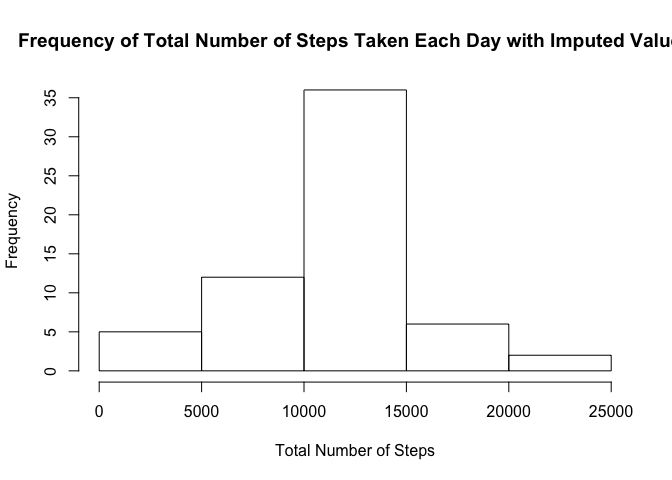 Frequency of Total Number of Steps Taken Each Day with Imputed Valu
35
30
25
20
15
10
5
0
Frequency
0 5000 10000 15000 20000 25000
Total Number of Steps